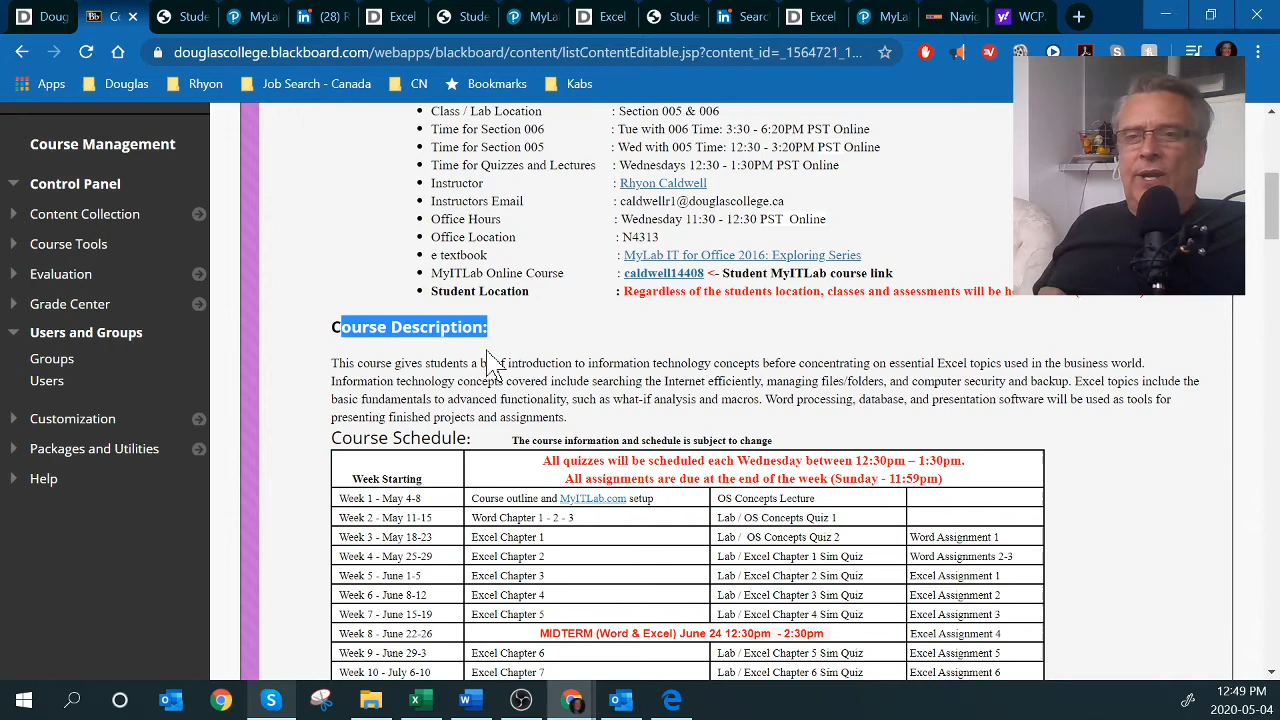 Doug
Co
Stude
MyLab
(28) R
Excel
Stude
MyLa
Excel
Stude
Searc
Excel
MyLa
Navig
WCP.
douglascollege.blackboard.com/webapps/blackboard/content/listContentEditable.jsp?content_id=_1564721_1...
Apps Douglas Rhyon Job Search - Canada CN Bookmarks Kabs
Course Management
Control Panel
Content Collection
Course Tools
Evaluation
Grade Center
Users and Groups
Groups
Users
Customization
Packages and Utilities
Help
Class / Lab Location : Section 005 & 006
Time for Section 006 : Tue with 006 Time: 3:30 - 6:20PM PST Online
Time for Section 005 : Wed with 005 Time: 12:30 - 3:20PM PST Online
Time for Quizzes and Lectures : Wednesdays 12:30 - 1:30PM PST Online
Instructor : Rhyon Caldwell
Instructors Email : caldwellr1@douglascollege.ca
Office Hours : Wednesday 11:30 - 12:30 PST Online
Office Location : N4313
e textbook : MyLab IT for Office 2016: Exploring Series
MyITLab Online Course : caldwell14408 <- Student MyITLab course link
Student Location : Regardless of the students location, classes and assessments will be
Course Description:
This course gives students a brief introduction to information technology concepts before concentrating on essential Excel topics used in the business world.
Information technology concepts covered include searching the Internet efficiently, managing files/folders, and computer security and backup. Excel topics include the
basic fundamentals to advanced functionality, such as what-if analysis and macros. Word processing, database, and presentation software will be used as tools for
presenting finished projects and assignments.
Course Schedule: The course information and schedule is subject to change
Week Starting
All quizzes will be scheduled each Wednesday between 12:30pm – 1:30pm.
All assignments are due at the end of the week (Sunday - 11:59pm)
Week 1 - May 4-8 Course outline and MyITLab.com setup OS Concepts Lecture
Week 2 - May 11-15 Word Chapter 1 - 2 - 3 Lab / OS Concepts Quiz 1
Week 3 - May 18-23 Excel Chapter 1 Lab / OS Concepts Quiz 2 Word Assignment 1
Week 4 - May 25-29 Excel Chapter 2 Lab / Excel Chapter 1 Sim Quiz Word Assignments 2-3
Week 5 - June 1-5 Excel Chapter 3 Lab / Excel Chapter 2 Sim Quiz Excel Assignment 1
Week 6 - June 8-12 Excel Chapter 4 Lab / Excel Chapter 3 Sim Quiz Excel Assignment 2
Week 7 - June 15-19 Excel Chapter 5 Lab / Excel Chapter 4 Sim Quiz Excel Assignment 3
Week 8 - June 22-26 MIDTERM (Word & Excel) June 24 12:30pm - 2:30pm Excel Assignment 4
Week 9 - June 29-3 Excel Chapter 6 Lab / Excel Chapter 5 Sim Quiz Excel Assignment 5
Week 10 - July 6-10 Excel Chapter 7 Lab / Excel Chapter 6 Sim Quiz Excel Assignment 6
12:49 PM
2020-05-04